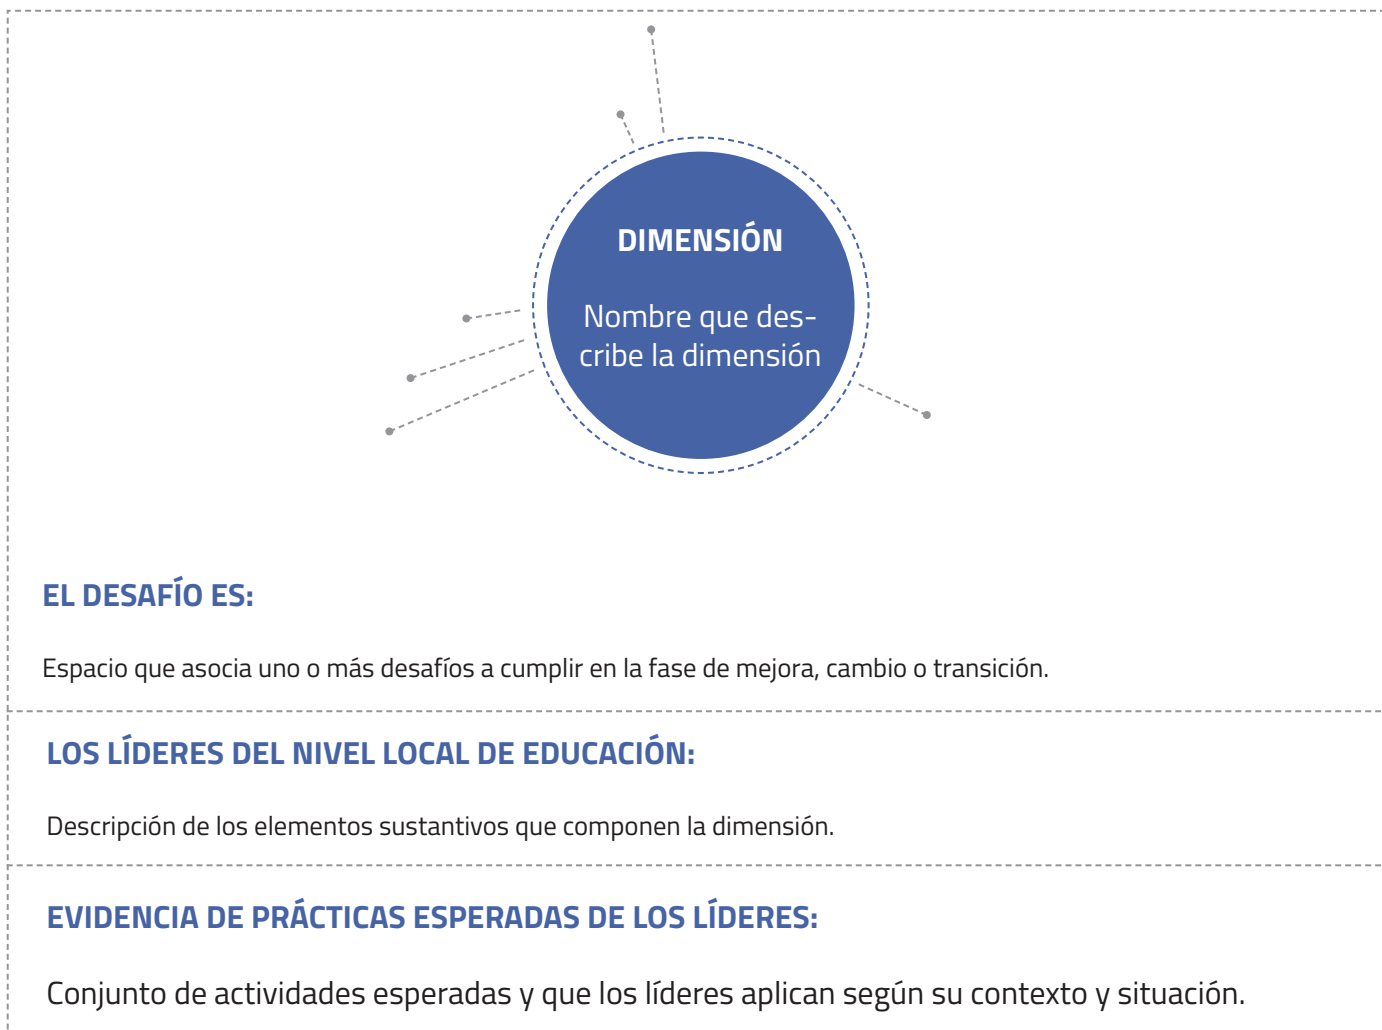 DIMENSIÓN
Nombre que des-
cribe la dimensión
EL DESAFÍO ES:
Espacio que asocia uno o más desafíos a cumplir en la fase de mejora, cambio o transición.
LOS LÍDERES DEL NIVEL LOCAL DE EDUCACIÓN:
Descripción de los elementos sustantivos que componen la dimensión.
EVIDENCIA DE PRÁCTICAS ESPERADAS DE LOS LÍDERES:
Conjunto de actividades esperadas y que los líderes aplican según su contexto y situación.